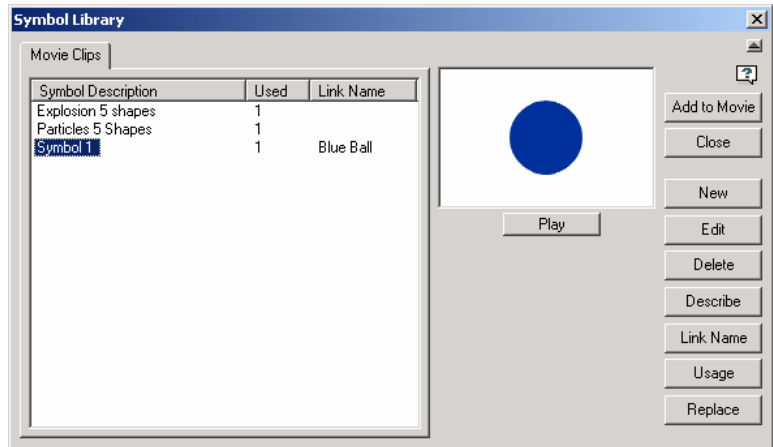 Symbol Library
Movie Clips
Symbol Description Used Link Name
Explosion 5 shapes 1
Particles 5 Shapes 1
Symbol 1 1 Blue Ball
Play
?
Add to Movie
Close
New
Edit
Delete
Describe
Link Name
Usage
Replace